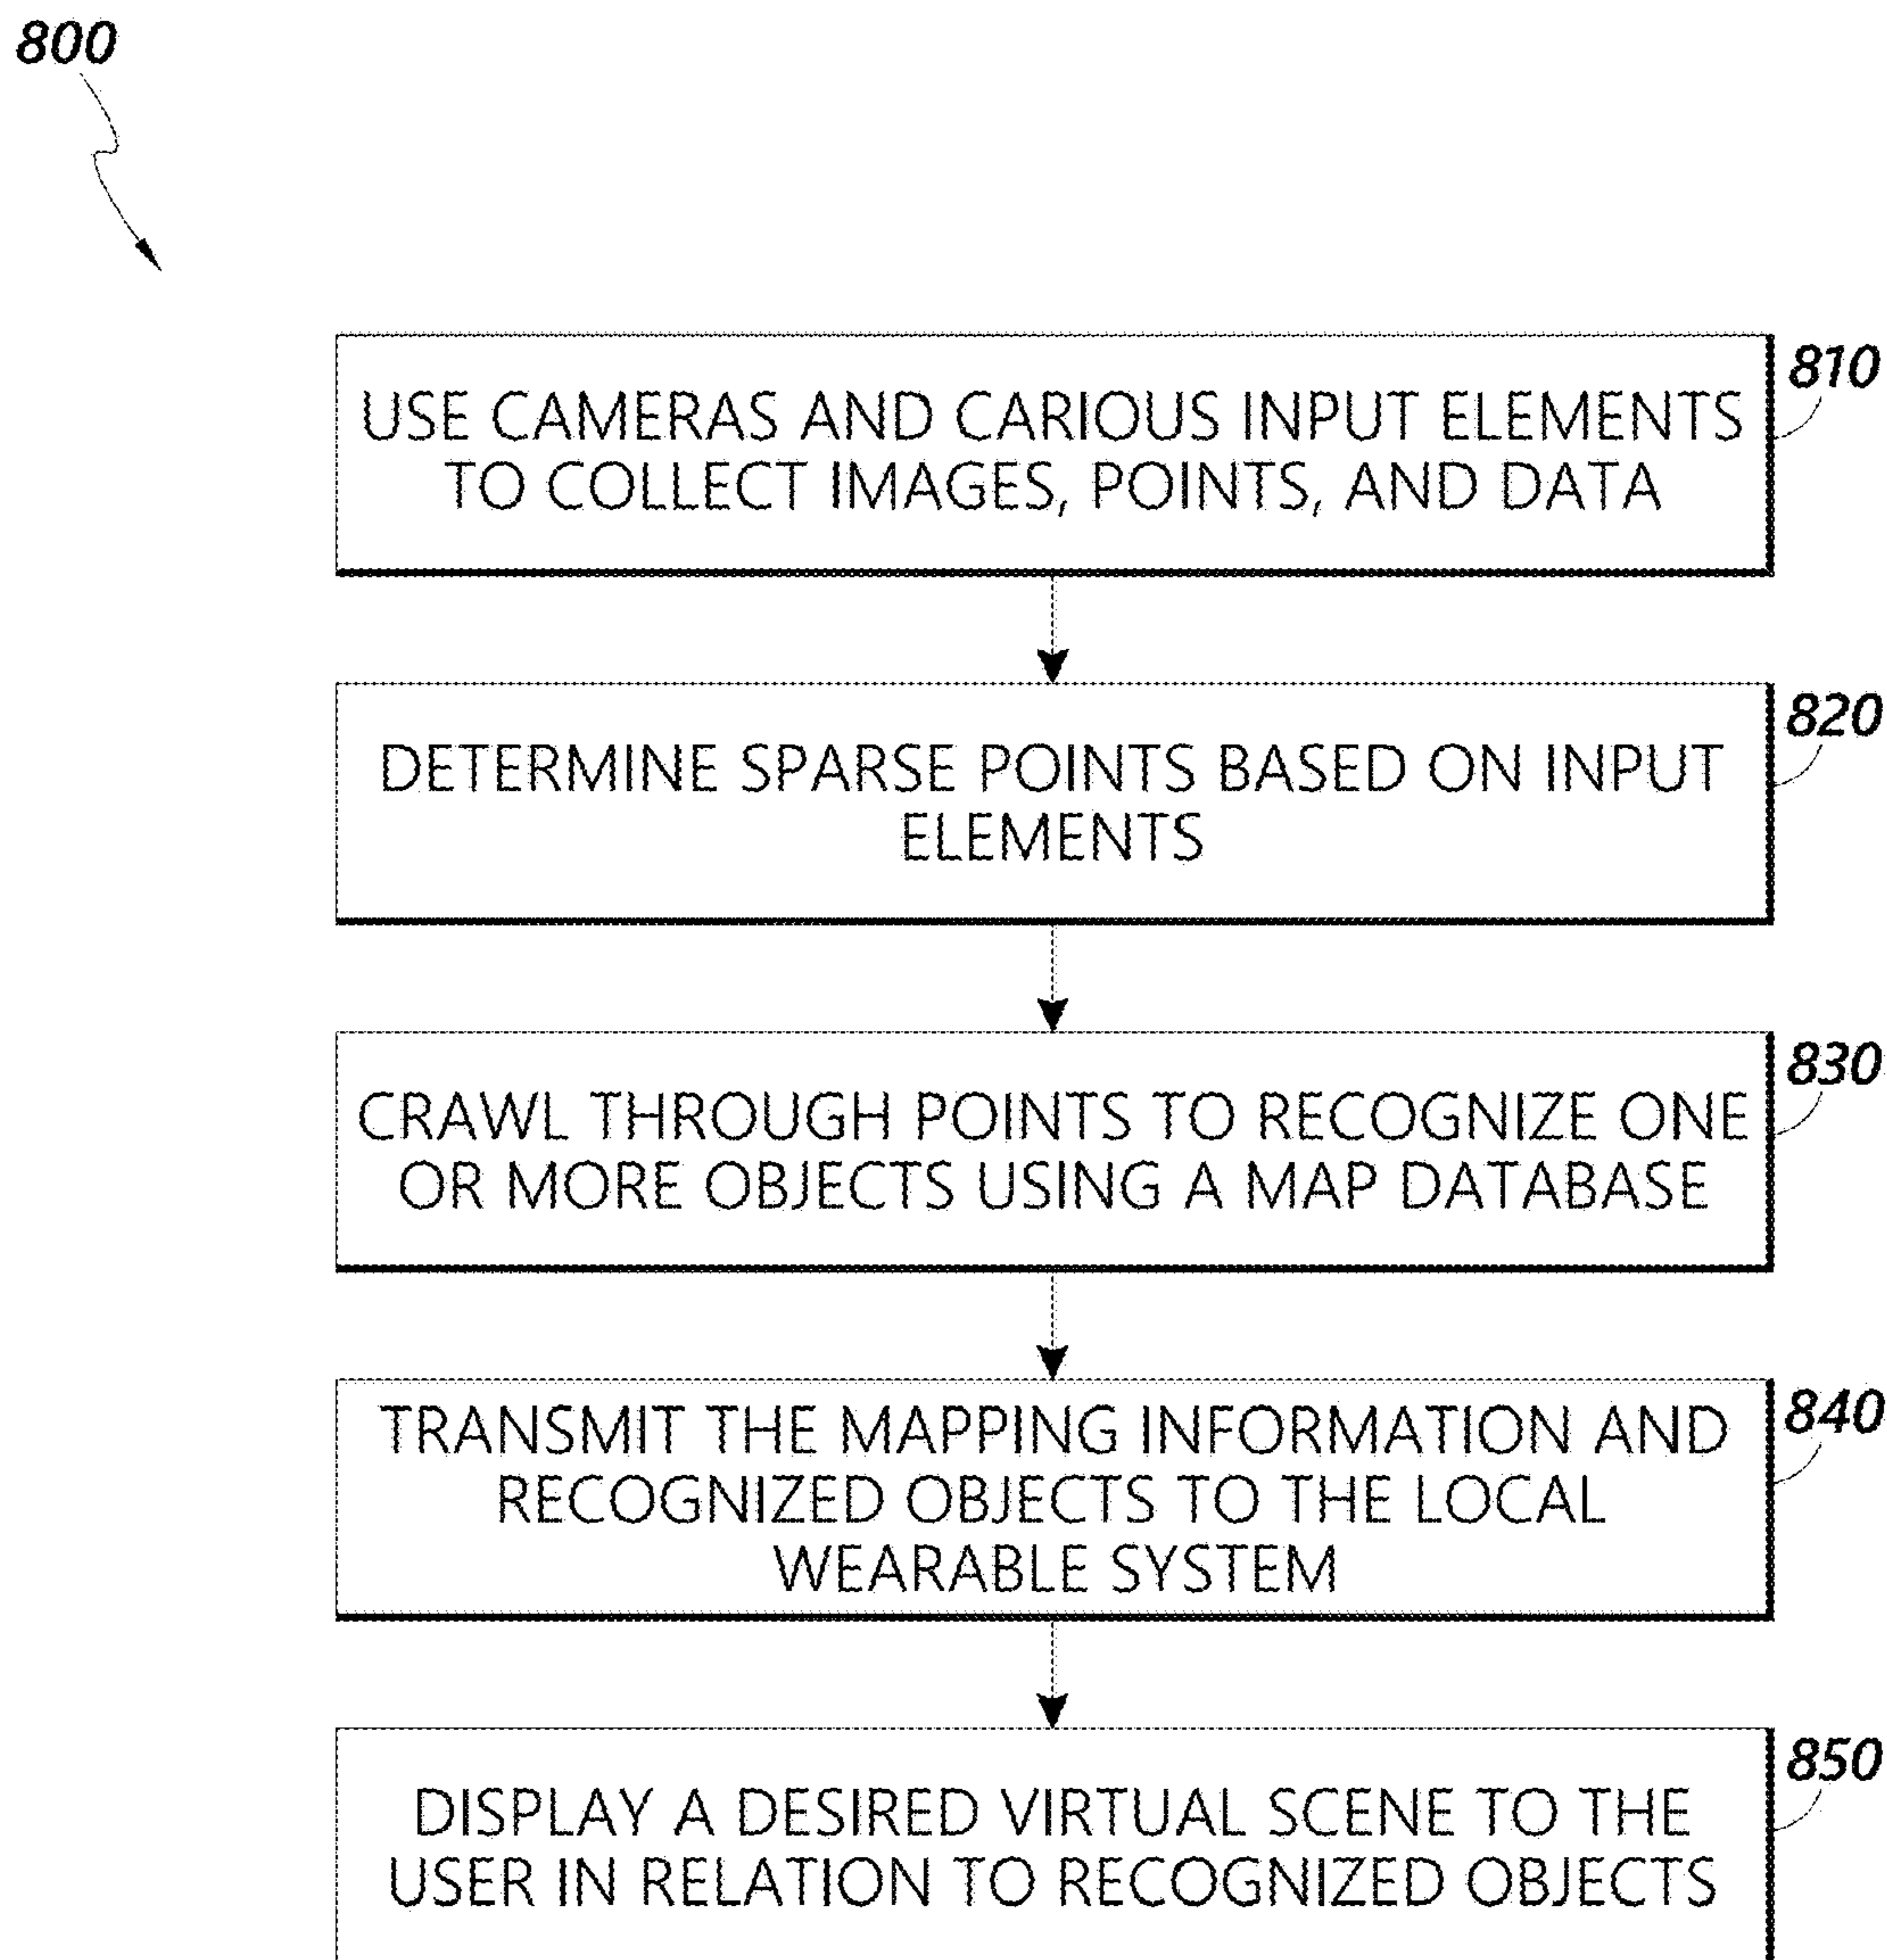 800
810
USE CAMERAS AND CARIOUS INPUT ELEMENTS
TO COLLECT IMAGES, POINTS, AND DATA
820
DETERMINE SPARSE POINTS BASED ON INPUT
ELEMENTS
830
CRAWL THROUGH POINTS TO RECOGNIZE ONE
OR MORE OBJECTS USING A MAP DATABASE
840
TRANSMIT THE MAPPING INFORMATION AND
RECOGNIZED OBJECTS TO THE LOCAL
WEARABLE SYSTEM
850
DISPLAY A DESIRED VIRTUAL SCENE TO THE
USER IN RELATION TO RECOGNIZED OBJECTS